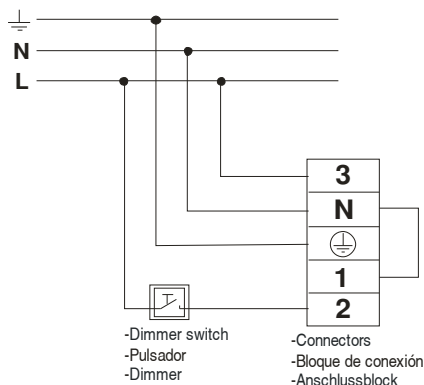 N
L
3
N
1
2
-Dimmer switch
-Pulsador
-Dimmer
-Connectors
-Bloque de conexión
-Anschlussblock